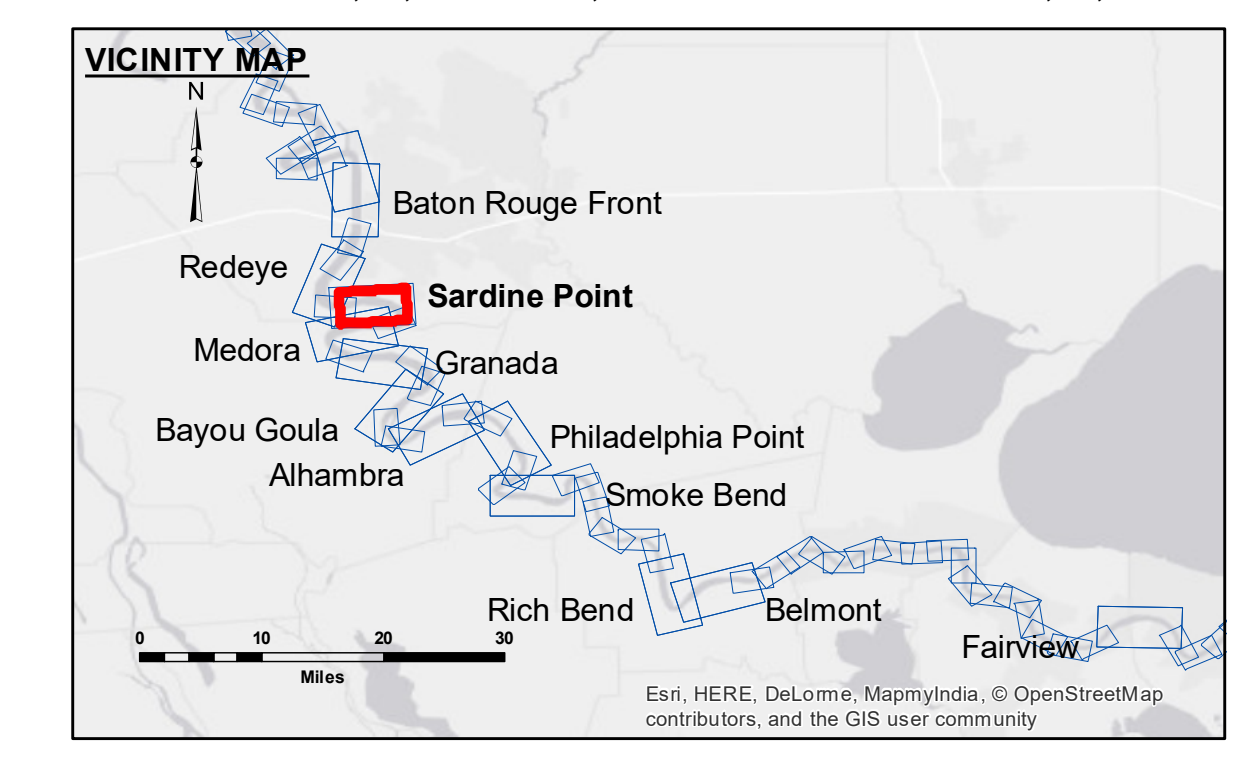 VICINITY MAP
N
Baton Rouge Front
Redeye
Sardine Point
Medora
Granada
Bayou Goula
Philadelphia Point
Alhambra
Smoke Bend
Rich Bend
Belmont
Fairview
0 10 20 30
Miles
Esri, HERE, DeLorme, MapmyIndia, © OpenStreetMap
contributors, and the GIS user community